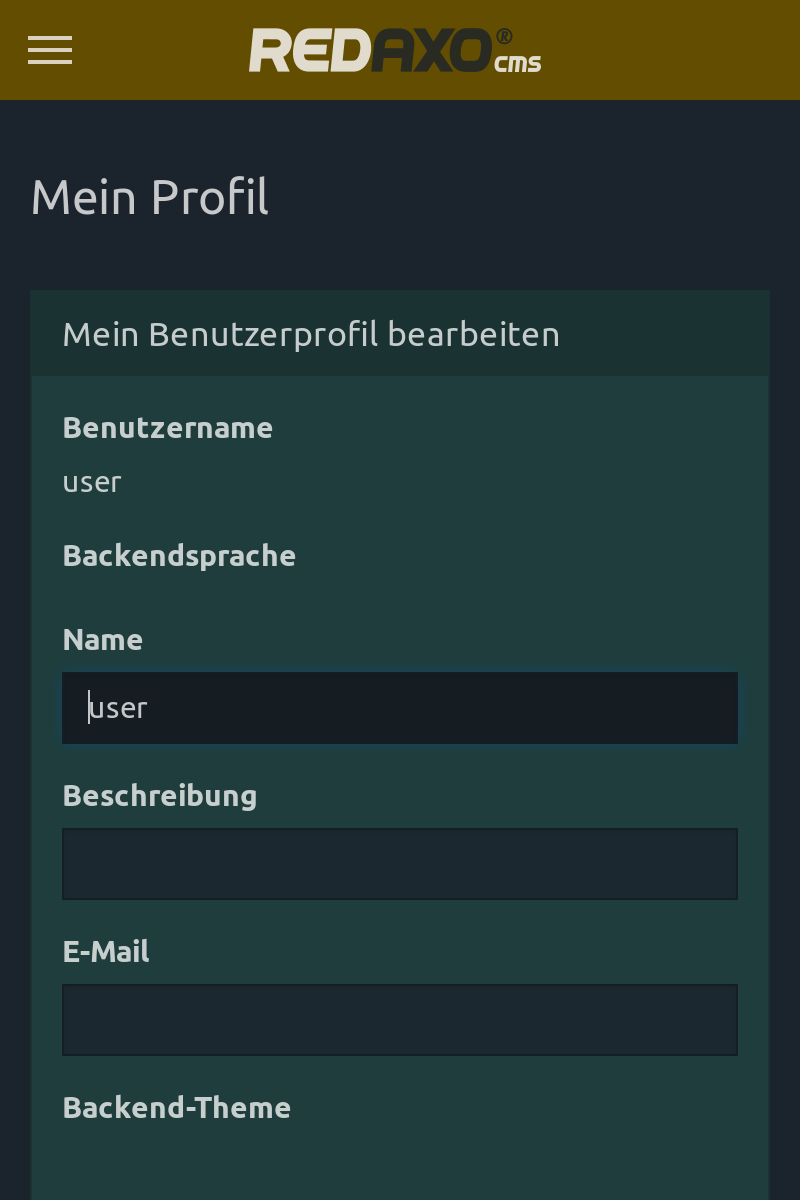 REDAXO® cms
Mein Profil
Mein Benutzerprofil bearbeiten
Benutzername
user
Backendsprache
Name
user
Beschreibung
E-Mail
Backend-Theme